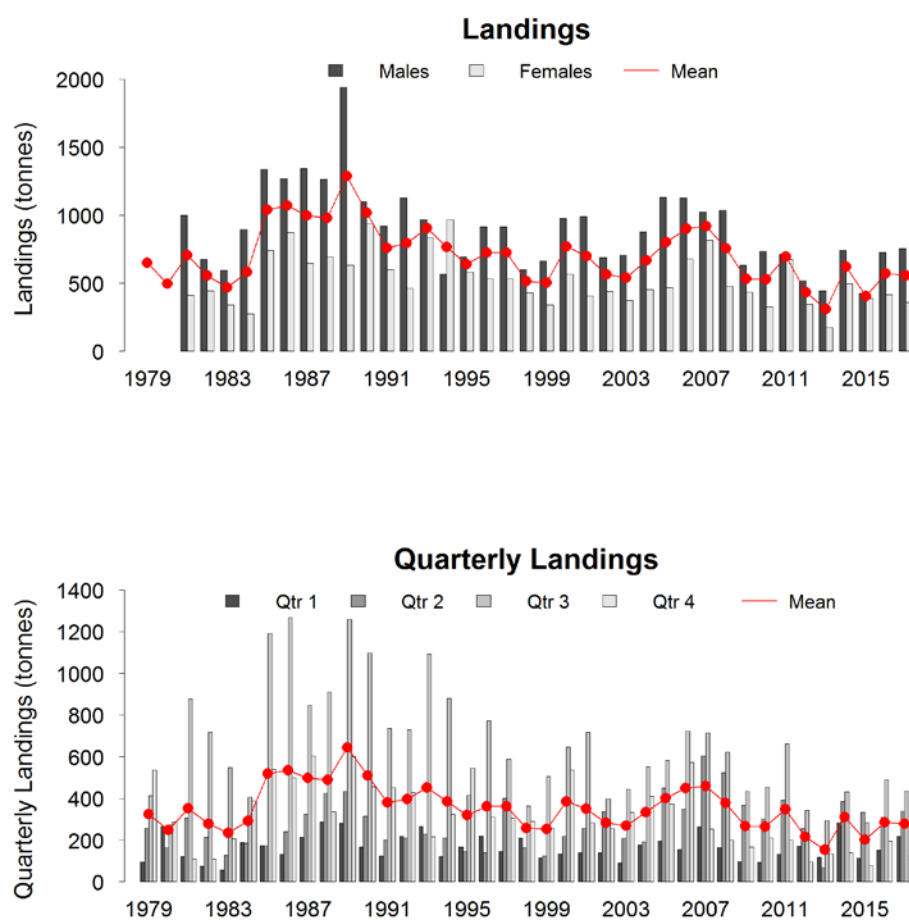 Landings
Males Females Mean
Landings (tonnes)
2000
1500
1000
500
0
1979 1983 1987 1991 1995 1999 2003 2007 2011 2015
Quarterly Landings
Qtr 1 Qtr 2 Qtr 3 Qtr 4 Mean
Quarterly Landings (tonnes)
1400
1200
1000
800
600
400
200
0
1979 1983 1987 1991 1995 1999 2003 2007 2011 2015